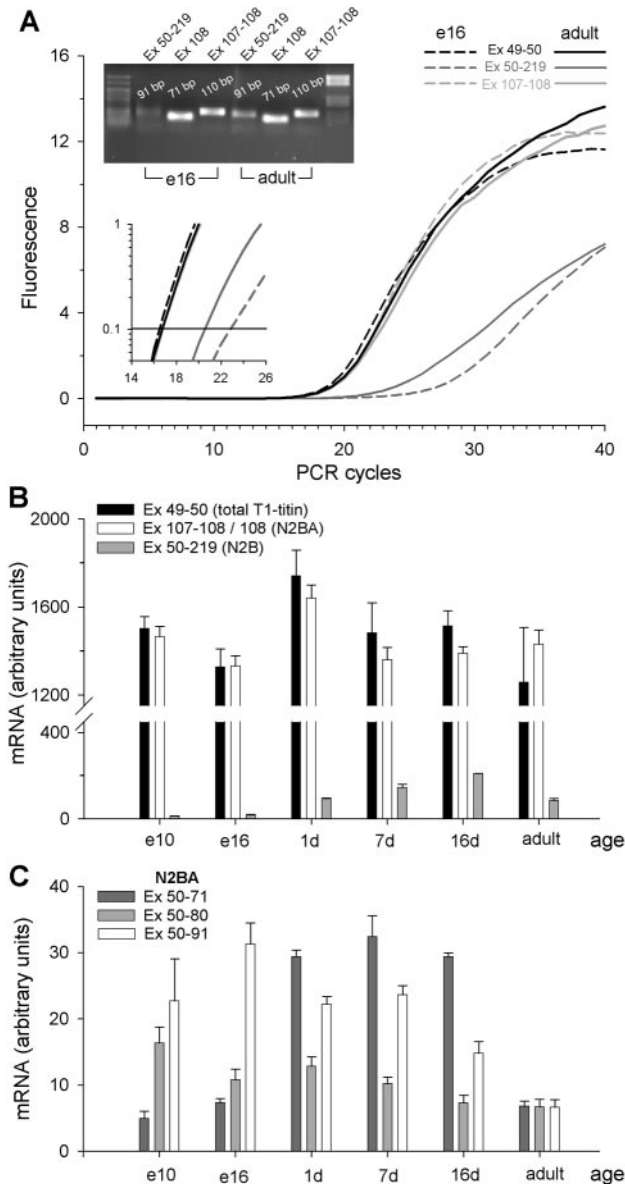 A
Ex 50-219
Ex 108
Ex 107-108
Ex 50-219
Ex 108
Ex 107-108
91 bp
71 bp
110 bp
91 bp
71 bp
110 bp
e16
adult
e16 adult
Ex 49-50
Ex 50-219
Ex 107-108
16
12
8
4
0
Fluorescence
1
0.1
14 18 22 26
0 10 20 30 40
PCR cycles
B
Ex 49-50 (total T1-titin)
Ex 107-108 / 108 (N2BA)
Ex 50-219 (N2B)
2000
1600
1200
400
0
mRNA (arbitrary units)
e10 e16 1d 7d 16d adult age
C
N2BA
Ex 50-71
Ex 50-80
Ex 50-91
40
30
20
10
0
mRNA (arbitrary units)
e10 e16 1d 7d 16d adult age